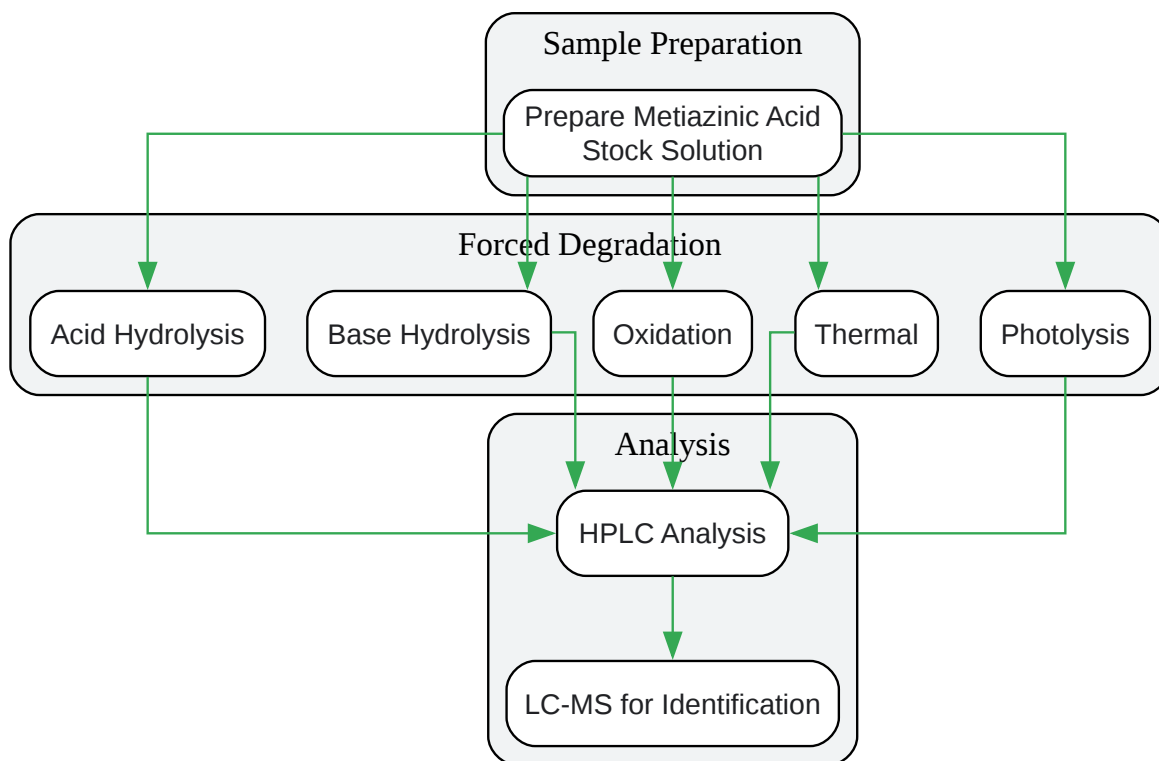 Sample Preparation
Prepare Metiazinic Acid
Stock Solution
Forced Degradation
Acid Hydrolysis
Base Hydrolysis
Oxidation
Thermal
Photolysis
Analysis
HPLC Analysis
LC-MS for Identification